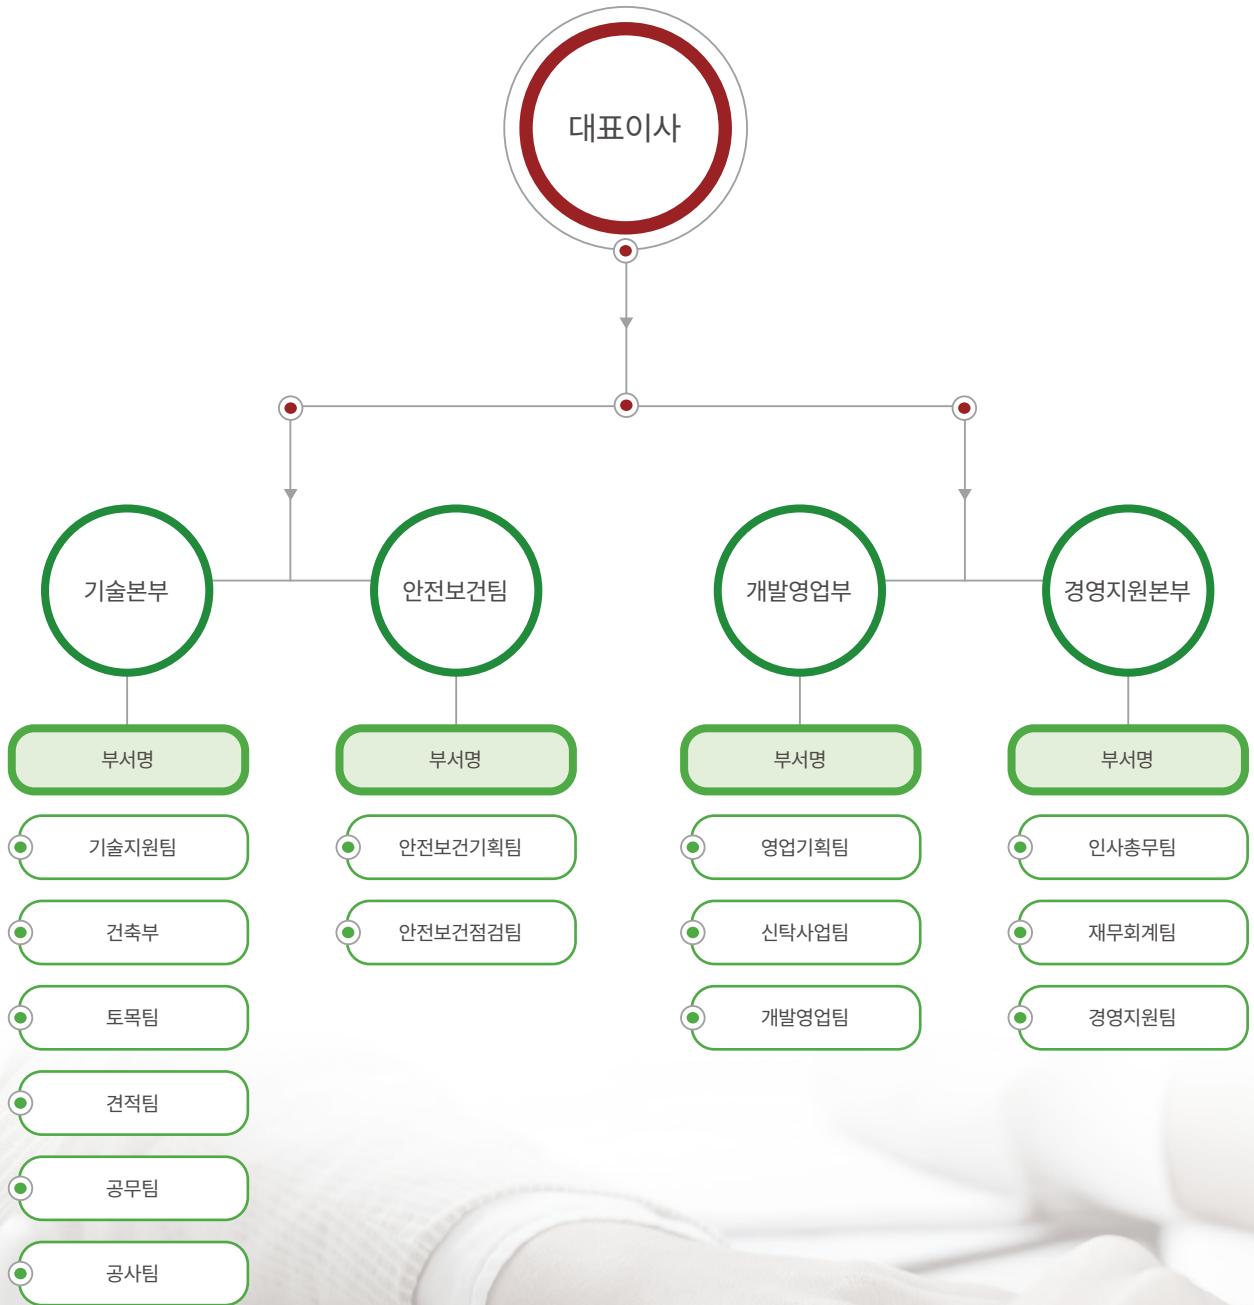 대표이사
기술본부
안전보건팀
개발영업부
경영지원본부
부서명
기술지원팀
건축부
토목팀
견적팀
공무팀
공사팀
부서명
안전보건기획팀
안전보건점검팀
부서명
영업기획팀
신탁사업팀
개발영업팀
부서명
인사총무팀
재무회계팀
경영지원팀